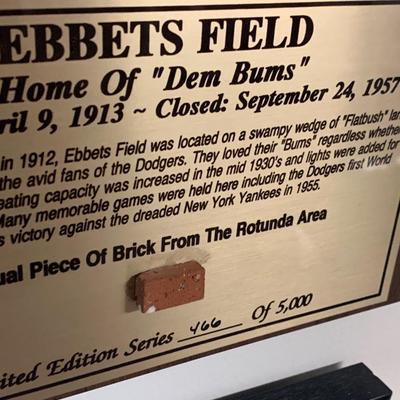 EBBETS FIELD
Home Of "Dem Bums"
ril 9, 1913 ~ Closed: September 24, 1957
in 1912, Ebbets Field was located on a swampy wedge of "Flatbush" lan
the avid fans of the Dodgers. They loved their "Bums" regardless whethe
eating capacity was increased in the mid 1930's and lights were added for
Many memorable games were held here including the Dodgers first World
s victory against the dreaded New York Yankees in 1955.
ual Piece Of Brick From The Rotunda Area
ited Edition Series 466 Of 5,000